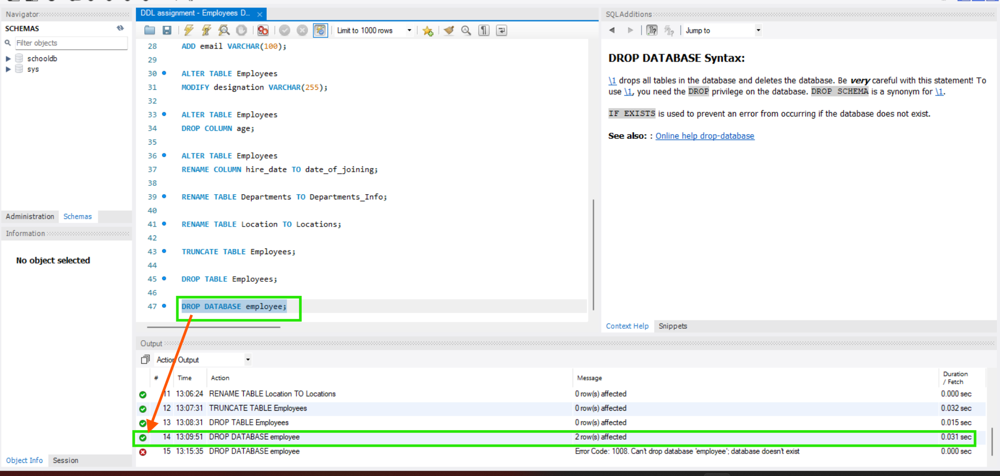 Navigator
SCHEMAS
Filter objects
schooldb
sys
Administration Schemas
Information
No object selected
Object Info Session
DDL assignment - Employees D...
Limit to 1000 rows
28 ADD email VARCHAR(100);
29
30 ALTER TABLE Employees
31 MODIFY designation VARCHAR(255);
32
33 ALTER TABLE Employees
34 DROP COLUMN age;
35
36 ALTER TABLE Employees
37 RENAME COLUMN hire_date TO date_of_joining;
38
39 RENAME TABLE Departments TO Departments_Info;
40
41 RENAME TABLE Location TO Locations;
42
43 TRUNCATE TABLE Employees;
44
45 DROP TABLE Employees;
46
47 DROP DATABASE employee;
SQLAdditions
Jump to
DROP DATABASE Syntax:
\1 drops all tables in the database and deletes the database. Be very careful with this statement! To
use \1, you need the DROP privilege on the database. DROP SCHEMA is a synonym for \1.
IF EXISTS is used to prevent an error from occurring if the database does not exist.
See also: : Online help drop-database
Context Help Snippets
Output
Action Output
# Time Action Message Duration / Fetch
11 13:06:24 RENAME TABLE Location TO Locations 0 row(s) affected 0.000 sec
12 13:07:31 TRUNCATE TABLE Employees 0 row(s) affected 0.032 sec
13 13:08:31 DROP TABLE Employees 0 row(s) affected 0.015 sec
14 13:09:51 DROP DATABASE employee 2 row(s) affected 0.031 sec
15 13:15:35 DROP DATABASE employee Error Code: 1008. Can't drop database 'employee'; database doesn't exist 0.000 sec